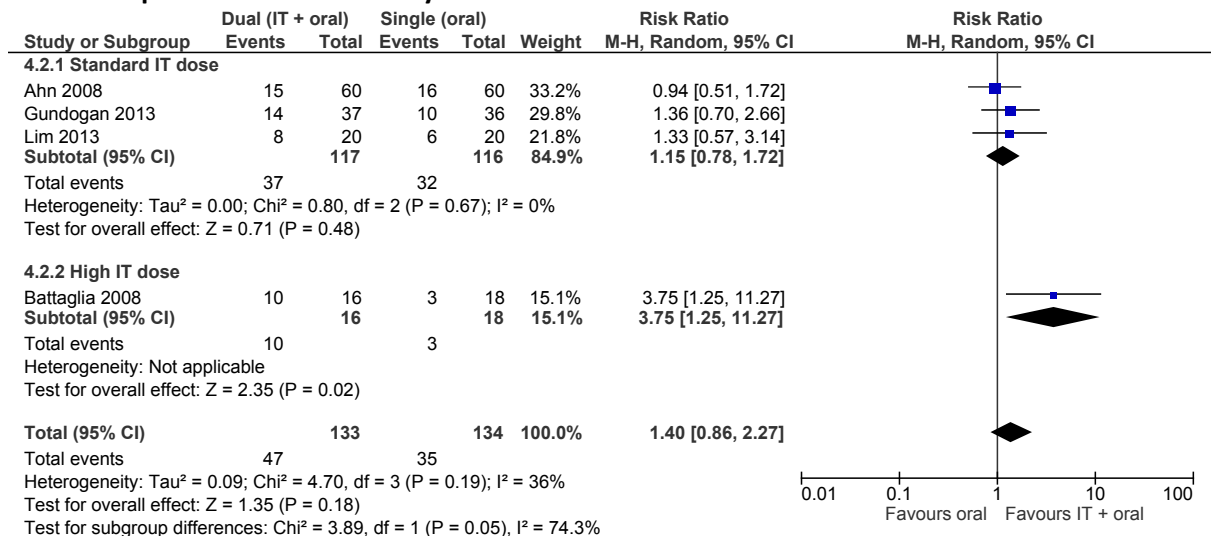 Dual (IT + oral) Single (oral) Risk Ratio Risk Ratio
Study or Subgroup Events Total Events Total Weight M-H, Random, 95% CI M-H, Random, 95% CI
4.2.1 Standard IT dose
Ahn 2008 15 60 16 60 33.2% 0.94 [0.51, 1.72]
Gundogan 2013 14 37 10 36 29.8% 1.36 [0.70, 2.66]
Lim 2013 8 20 6 20 21.8% 1.33 [0.57, 3.14]
Subtotal (95% CI) 117 116 84.9% 1.15 [0.78, 1.72]
Total events 37 32
Heterogeneity: Tau² = 0.00; Chi² = 0.80, df = 2 (P = 0.67); I² = 0%
Test for overall effect: Z = 0.71 (P = 0.48)
4.2.2 High IT dose
Battaglia 2008 10 16 3 18 15.1% 3.75 [1.25, 11.27]
Subtotal (95% CI) 16 18 15.1% 3.75 [1.25, 11.27]
Total events 10 3
Heterogeneity: Not applicable
Test for overall effect: Z = 2.35 (P = 0.02)
Total (95% CI) 133 134 100.0% 1.40 [0.86, 2.27]
Total events 47 35
Heterogeneity: Tau² = 0.09; Chi² = 4.70, df = 3 (P = 0.19); I² = 36%
Test for overall effect: Z = 1.35 (P = 0.18)
Test for subgroup differences: Chi² = 3.89, df = 1 (P = 0.05), I² = 74.3%
0.01 0.1 1 10 100
Favours oral Favours IT + oral